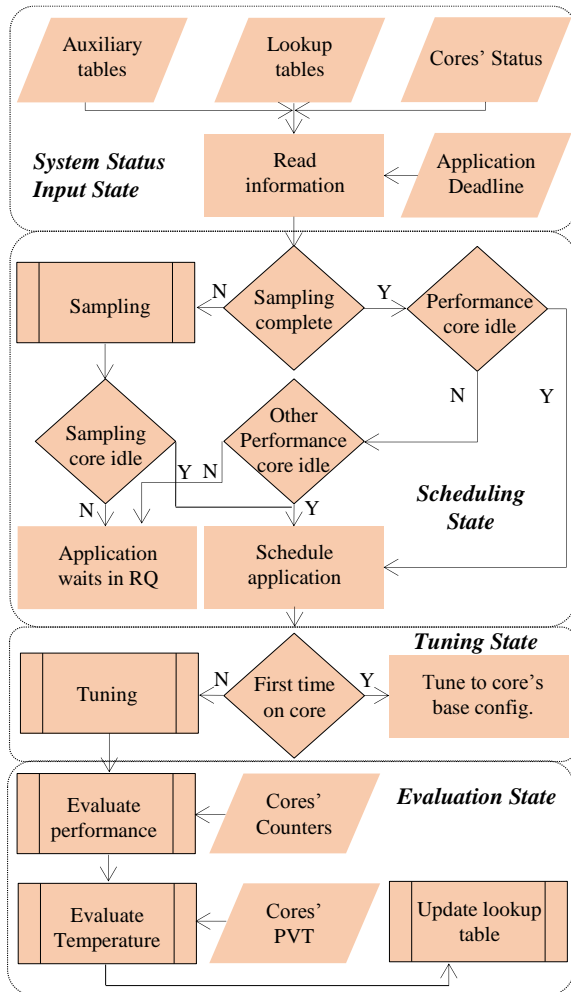 Auxiliary
tables
Lookup
tables
Cores' Status
System Status
Input State
Read
information
Application
Deadline
Sampling
N
Sampling
complete
Y
Performance
core idle
N
Y
Sampling
core idle
Other
Performance
core idle
Y
N
N
Y
Scheduling
State
Application
waits in RQ
Schedule
application
Tuning State
Tuning
N
First time
on core
Y
Tune to core's
base config.
Evaluation State
Evaluate
performance
Cores'
Counters
Evaluate
Temperature
Cores'
PVT
Update lookup
table